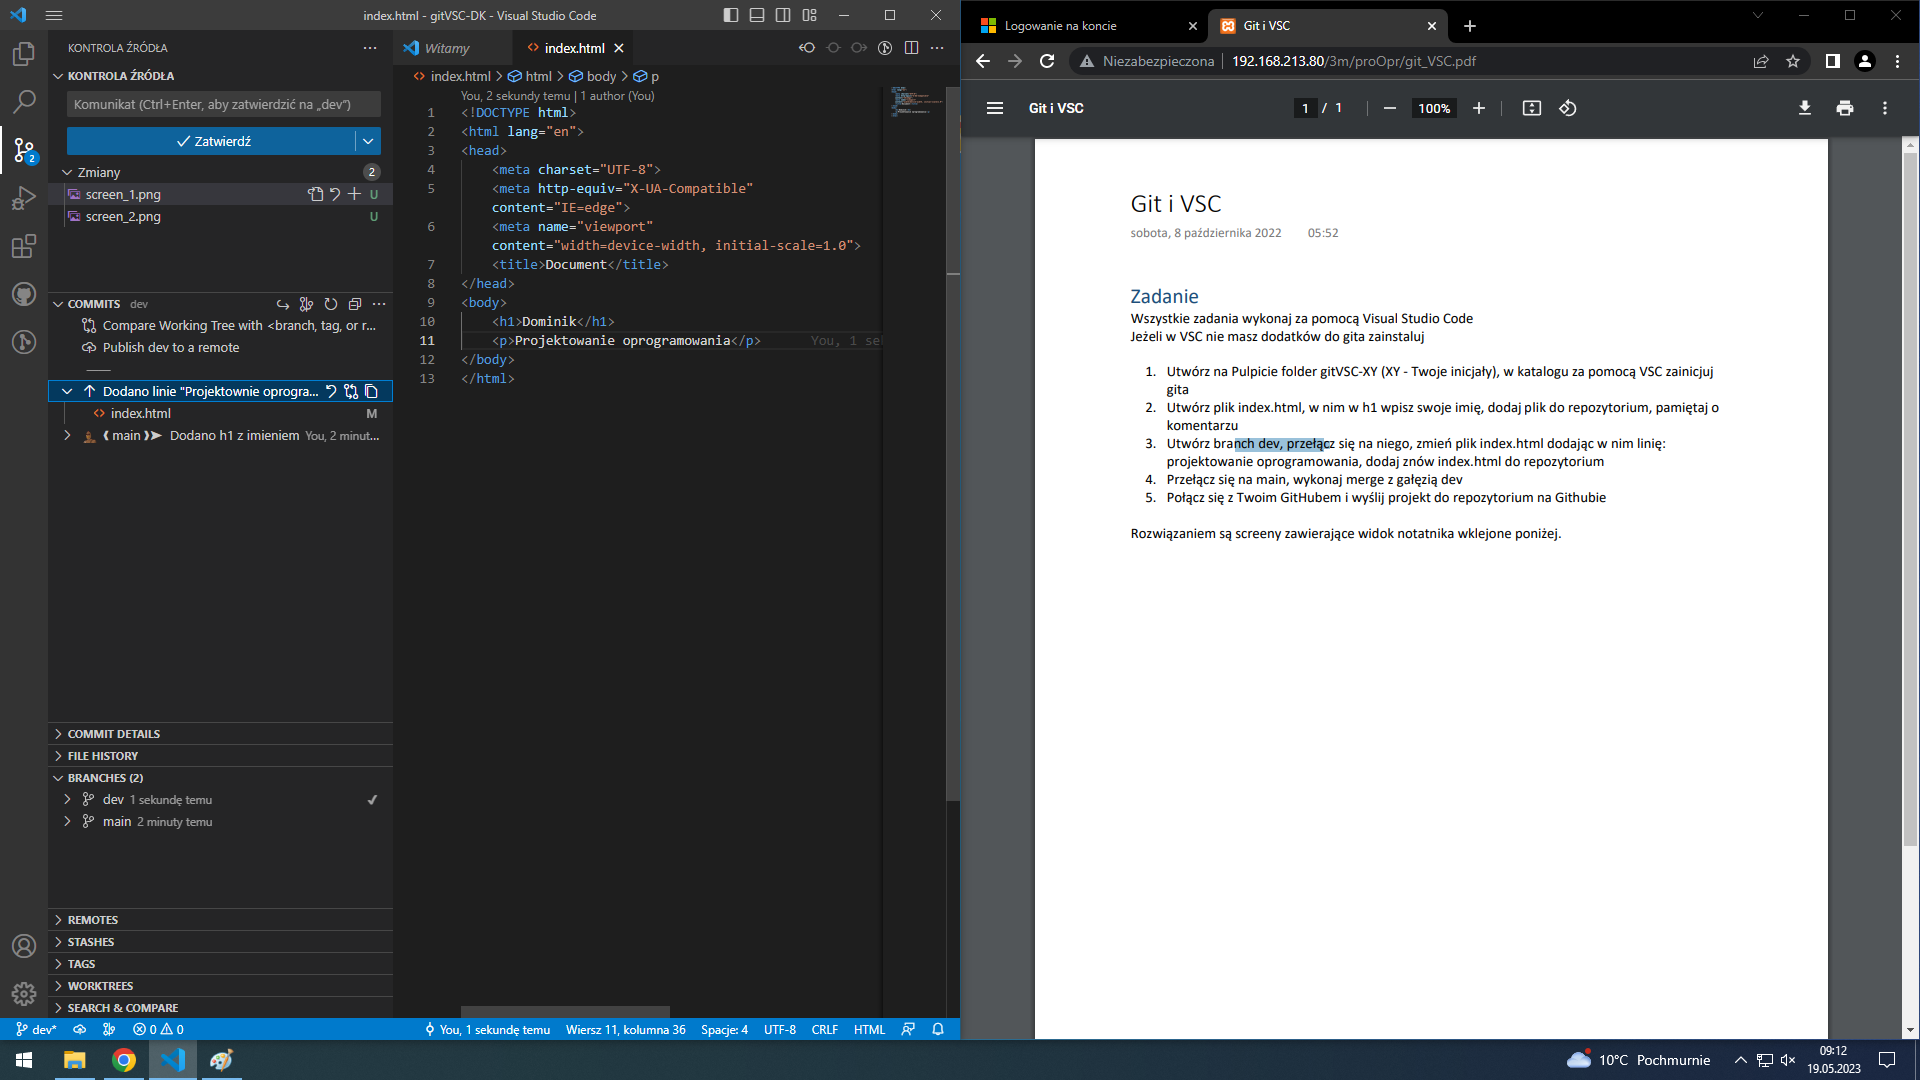 index.html - gitVSC-DK - Visual Studio Code
KONTROLA ŹRÓDŁA
KONTROLA ŹRÓDŁA
Komunikat (Ctrl+Enter, aby zatwierdzić na „dev”)
Zatwierdź
Zmiany 2
screen_1.png U
screen_2.png U
2
COMMITS dev
Compare Working Tree with <branch, tag, or r...
Publish dev to a remote
Dodano linie "Projektownie oprogra...
index.html M
main Dodano h1 z imieniem You, 2 minut...
COMMIT DETAILS
FILE HISTORY
BRANCHES (2)
dev 1 sekundę temu
main 2 minuty temu
REMOTES
STASHES
TAGS
WORKTREES
SEARCH & COMPARE
Witamy
index.html
index.html > html > body > p
You, 2 sekundy temu | 1 author (You)
1 <!DOCTYPE html>
2 <html lang="en">
3 <head>
4 <meta charset="UTF-8">
5 <meta http-equiv="X-UA-Compatible"
content="IE=edge">
6 <meta name="viewport"
content="width=device-width, initial-scale=1.0">
7 <title>Document</title>
8 </head>
9 <body>
10 <h1>Dominik</h1>
11 <p>Projektowanie oprogramowania</p> You, 1 se
12 </body>
13 </html>
dev* 0 0 You, 1 sekundę temu Wiersz 11, kolumna 36 Spacje: 4 UTF-8 CRLF HTML
Logowanie na koncie
Git i VSC
Niezabezpieczona | 192.168.213.80/3m/proOpr/git_VSC.pdf
Git i VSC 1 / 1 100%
Git i VSC
sobota, 8 października 2022 05:52
Zadanie
Wszystkie zadania wykonaj za pomocą Visual Studio Code
Jeżeli w VSC nie masz dodatków do gita zainstaluj
1. Utwórz na Pulpicie folder gitVSC-XY (XY - Twoje inicjały), w katalogu za pomocą VSC zainicjuj
gita
2. Utwórz plik index.html, w nim w h1 wpisz swoje imię, dodaj plik do repozytorium, pamiętaj o
komentarzu
3. Utwórz branch dev, przełącz się na niego, zmień plik index.html dodając w nim linię:
projektowanie oprogramowania, dodaj znów index.html do repozytorium
4. Przełącz się na main, wykonaj merge z gałęzią dev
5. Połącz się z Twoim GitHubem i wyślij projekt do repozytorium na Githubie
Rozwiązaniem są screeny zawierające widok notatnika wklejone poniżej.
10°C Pochmurnie
09:12
19.05.2023